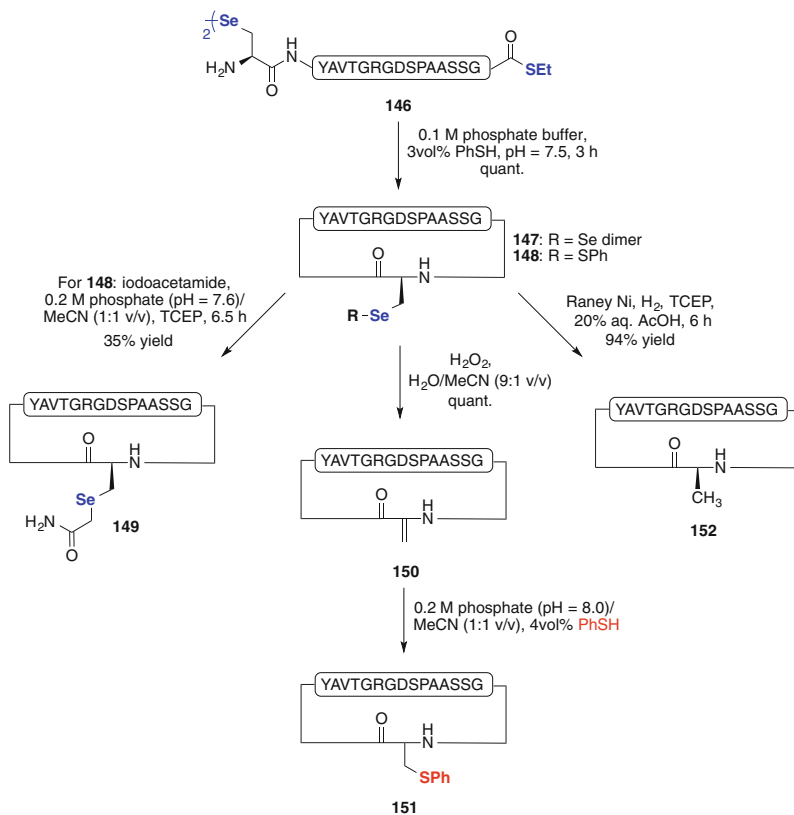 2
Se
H
N
O
H₂N
O
YAVTGRGDSPAASSG
SEt
146
0.1 M phosphate buffer,
3vol% PhSH, pH = 7.5, 3 h
quant.
YAVTGRGDSPAASSG
O
H
N
R
Se
147: R = Se dimer
148: R = SPh
For 148: iodoacetamide,
0.2 M phosphate (pH = 7.6)/
MeCN (1:1 v/v), TCEP, 6.5 h
35% yield
H₂O₂,
H₂O/MeCN (9:1 v/v)
quant.
Raney Ni, H₂, TCEP,
20% aq. AcOH, 6 h
94% yield
YAVTGRGDSPAASSG
O
H
N
Se
H₂N
O
149
YAVTGRGDSPAASSG
O
H
N
150
YAVTGRGDSPAASSG
O
H
N
CH₃
152
0.2 M phosphate (pH = 8.0)/
MeCN (1:1 v/v), 4vol% PhSH
YAVTGRGDSPAASSG
O
H
N
SPh
151